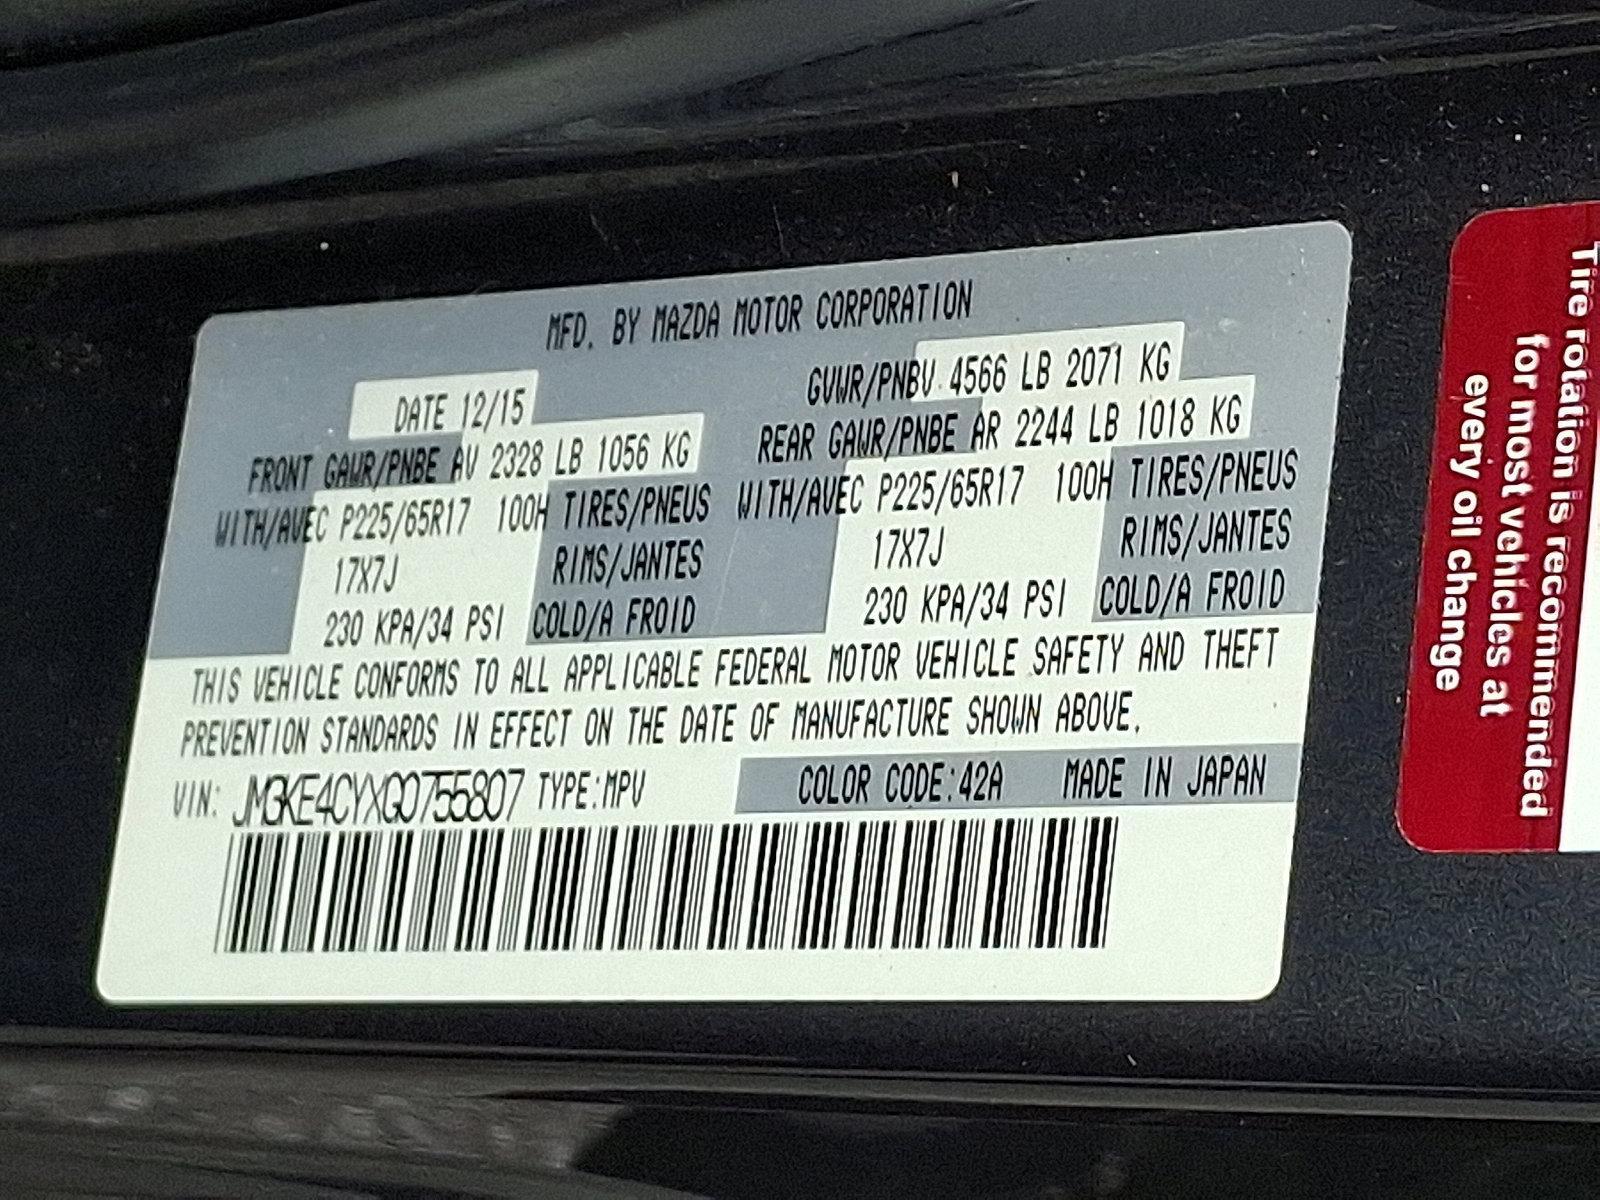 MFD. BY MAZDA MOTOR CORPORATION
DATE 12/15
GVWR/PNBV 4566 LB 2071 KG
FRONT GAWR/PNBE AV 2328 LB 1056 KG
REAR GAWR/PNBE AR 2244 LB 1018 KG
WITH/AVEC P225/65R17 100H TIRES/PNEUS
WITH/AVEC P225/65R17 100H TIRES/PNEUS
17X7J RIMS/JANTES
17X7J RIMS/JANTES
230 KPA/34 PSI COLD/A FROID
230 KPA/34 PSI COLD/A FROID
THIS VEHICLE CONFORMS TO ALL APPLICABLE FEDERAL MOTOR VEHICLE SAFETY AND THEFT
PREVENTION STANDARDS IN EFFECT ON THE DATE OF MANUFACTURE SHOWN ABOVE.
VIN: JM3KE4CYXG0755807 TYPE:MPV COLOR CODE:42A MADE IN JAPAN
Tire rotation is recommended
for most vehicles at
every oil change